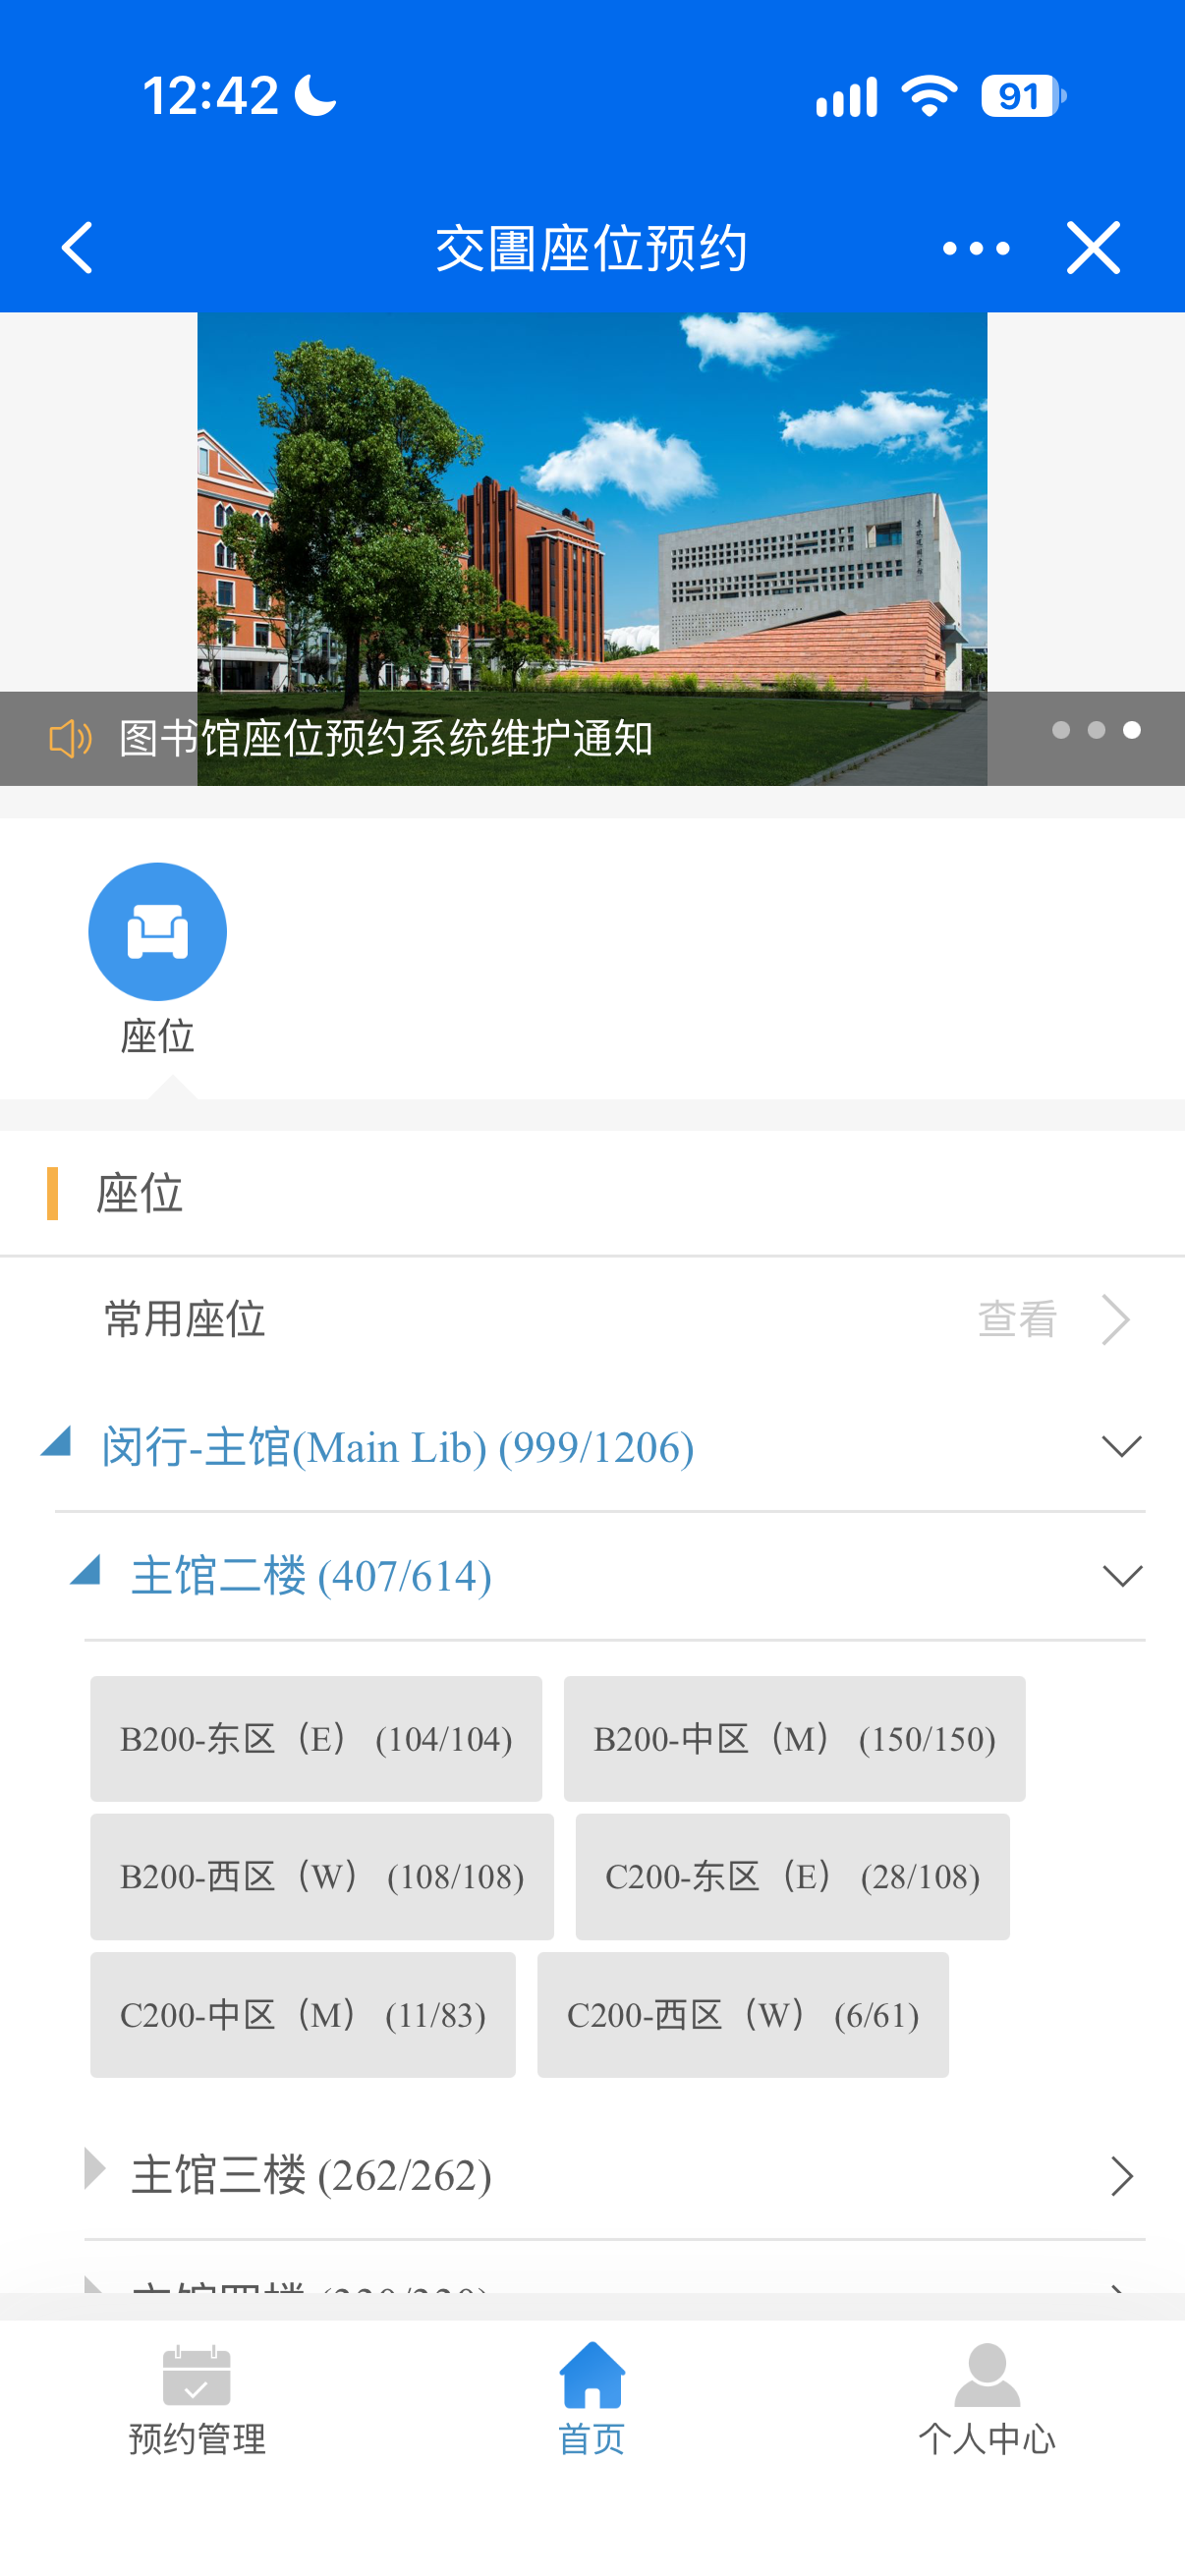 12:42
91
交圕座位预约
图书馆座位预约系统维护通知
座位
座位
常用座位 查看
闵行-主馆(Main Lib) (999/1206)
主馆二楼 (407/614)
B200-东区（E） (104/104) B200-中区（M） (150/150)
B200-西区（W） (108/108) C200-东区（E） (28/108)
C200-中区（M） (11/83) C200-西区（W） (6/61)
主馆三楼 (262/262)
主馆四楼
预约管理 首页 个人中心